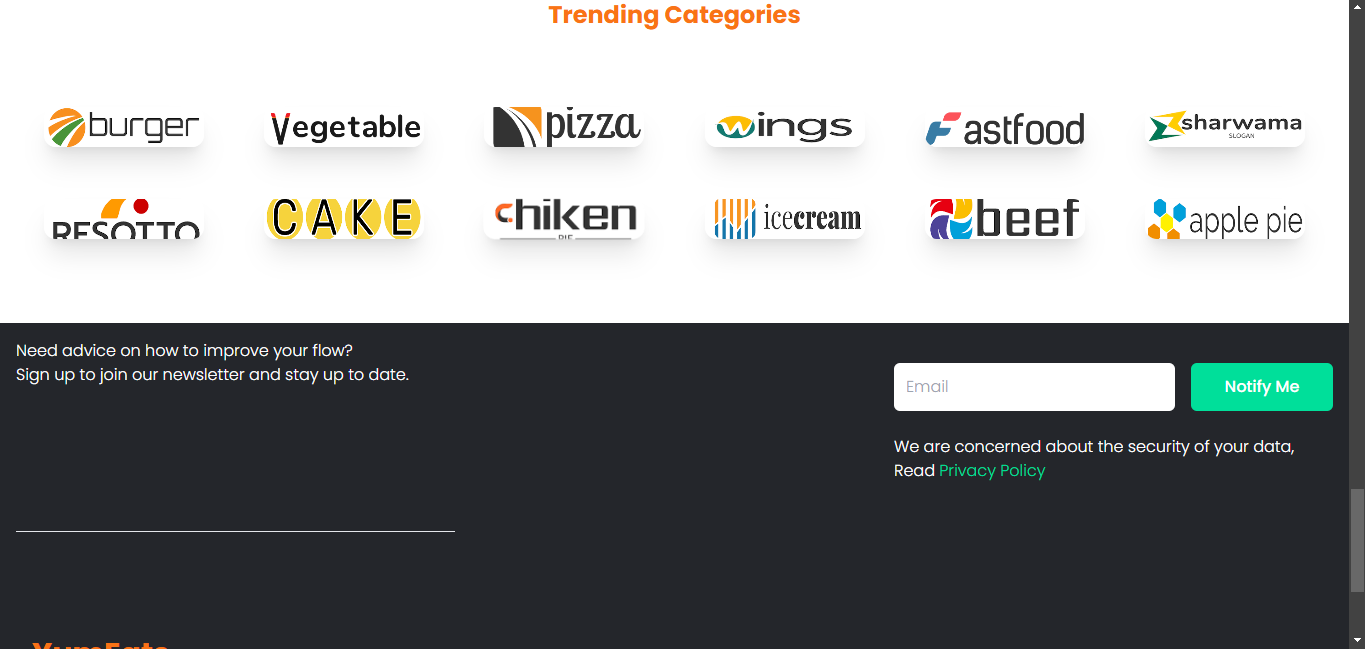 Trending Categories
burger
Vegetable
pizza
wings
Fastfood
sharwama
SLOGAN
RESOTTO
CAKE
chiken
PIE
icecream
beef
apple pie
Need advice on how to improve your flow?
Sign up to join our newsletter and stay up to date.
Email
Notify Me
We are concerned about the security of your data,
Read Privacy Policy
YumEats